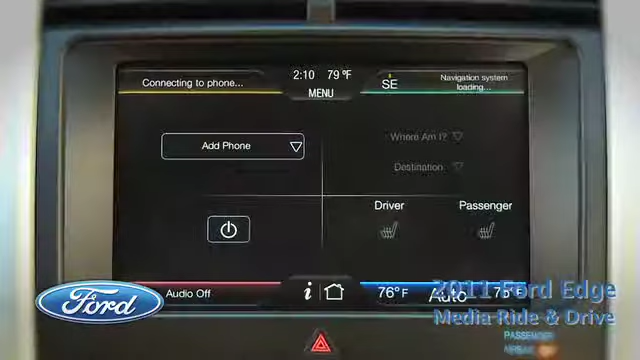 Connecting to phone...
2:10 79 °F
MENU
SE
Navigation system
loading...
Add Phone
Where Am I?
Destination
Driver
Passenger
Audio Off
i
76°F
Auto
75°F
Ford
2011 Ford Edge
Media Ride & Drive
PASSENGER
AIRBAG